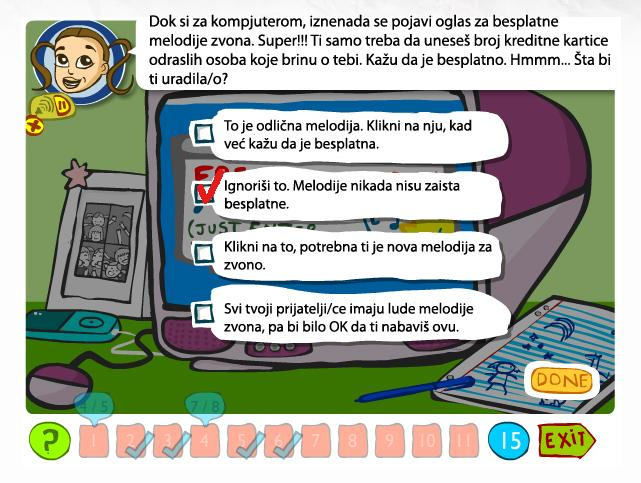 Dok si za kompjuterom, iznenada se pojavi oglas za besplatne
melodije zvona. Super!!! Ti samo treba da uneseš broj kreditne kartice
odraslih osoba koje brinu o tebi. Kažu da je besplatno. Hmmm... Šta bi
ti uradila/o?
To je odlična melodija. Klikni na nju, kad
već kažu da je besplatna.
Ignoriši to. Melodije nikada nisu zaista
besplatne.
(JUST ENTER
Klikni na to, potrebna ti je nova melodija za
zvono.
Svi tvoji prijatelji/ce imaju lude melodije
zvona, pa bi bilo OK da ti nabaviš ovu.
DONE
4 / 5
7 / 8
? 1 2 3 4 5 6 7 8 9 10 11 15 EXIT